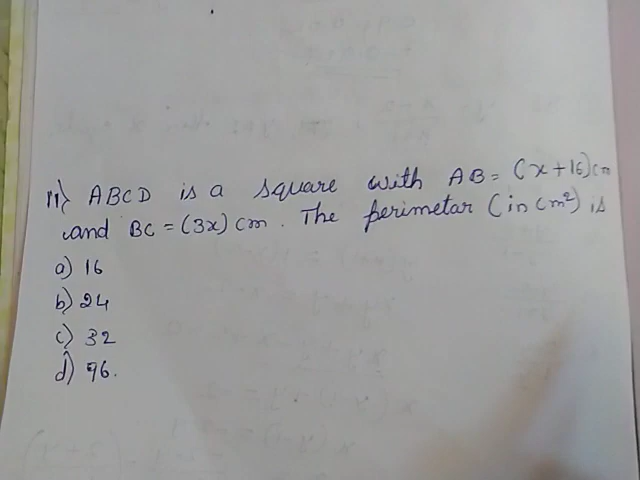 11) ABCD is a square with AB = (x+16)cm
and BC = (3x) cm. The perimetar (in cm²) is
a) 16
b) 24
c) 32
d) 96.